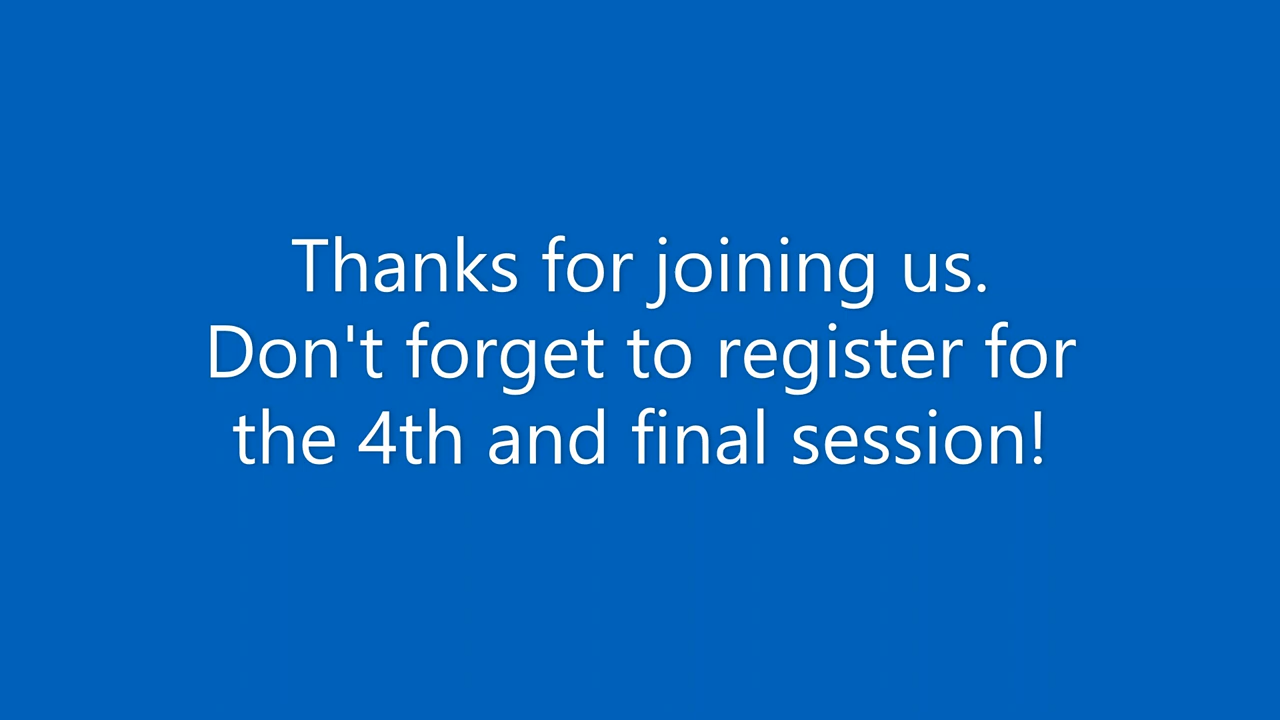 Thanks for joining us.
Don't forget to register for
the 4th and final session!